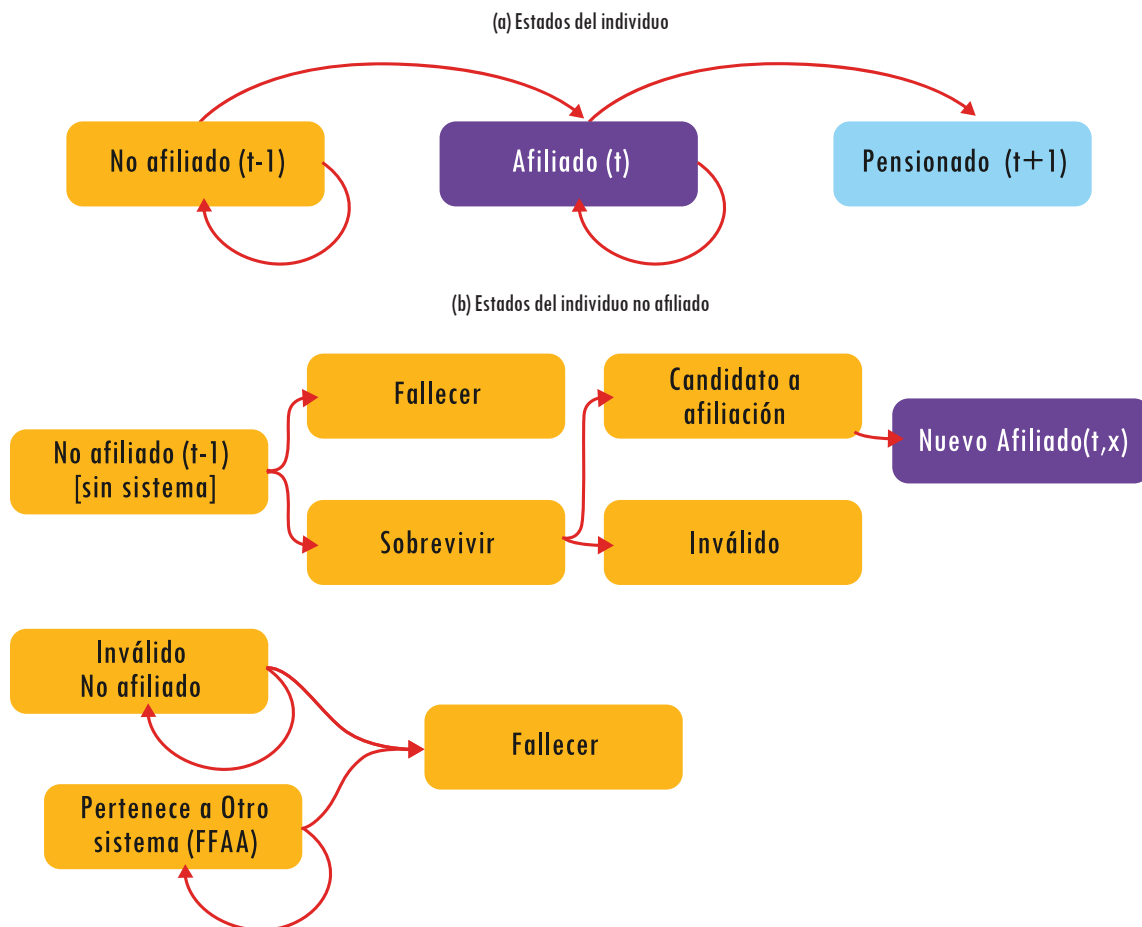 (a) Estados del individuo
No afiliado (t-1)
Afiliado (t)
Pensionado (t+1)
(b) Estados del individuo no afiliado
Fallecer
Candidato a
afiliación
Nuevo Afiliado(t,x)
No afiliado (t-1)
[sin sistema]
Sobrevivir
Inválido
Inválido
No afiliado
Fallecer
Pertenece a Otro
sistema (FFAA)